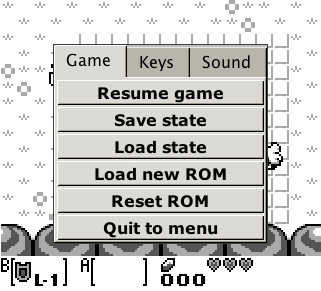 Game Keys Sound
Resume game
Save state
Load state
Load new ROM
Reset ROM
Quit to menu
B[ L-1 ] A[ ] 000